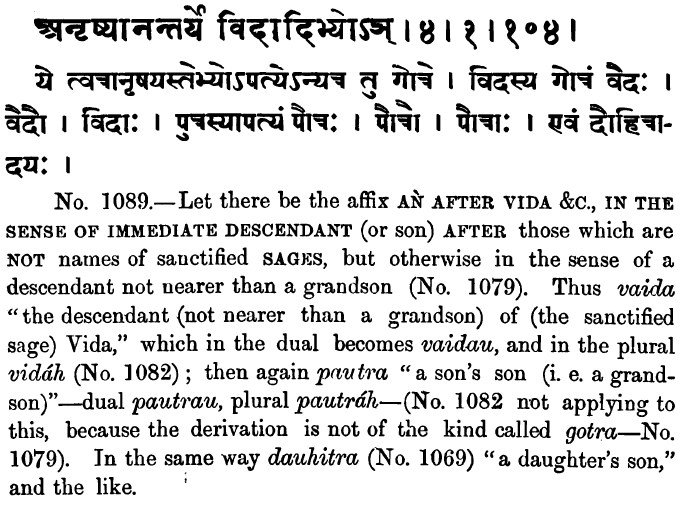 अनृष्यानन्तर्ये विदादिभ्योऽञ् । ४ । १ । १०४ ।
ये त्वत्रानृषयस्तेभ्योऽपत्येऽन्यत्र तु गोत्रे । विदस्य गोत्रं वैदः ।
वैदौ । विदाः । पुत्रस्यापत्यं पौत्रः । पौत्रौ । पौत्राः । एवं दौहित्रा-
दयः ।
No. 1089.—Let there be the affix AǸ AFTER VIDA &C., IN THE
SENSE OF IMMEDIATE DESCENDANT (or son) AFTER those which are
NOT names of sanctified SAGES, but otherwise in the sense of a
descendant not nearer than a grandson (No. 1079). Thus vaida
“the descendant (not nearer than a grandson) of (the sanctified
sage) Vida,” which in the dual becomes vaidau, and in the plural
vidáh (No. 1082) ; then again pautra “a son's son (i. e. a grand-
son)”—dual pautrau, plural pautráh—(No. 1082 not applying to
this, because the derivation is not of the kind called gotra—No.
1079). In the same way dauhitra (No. 1069) “a daughter's son,”
and the like.